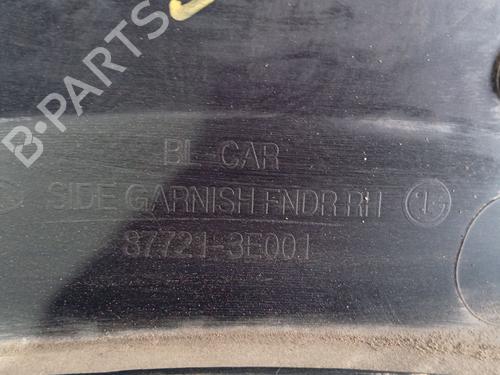 B-PARTS
BL-CAR
SIDE GARNISH FNDR RH
87721-3E001